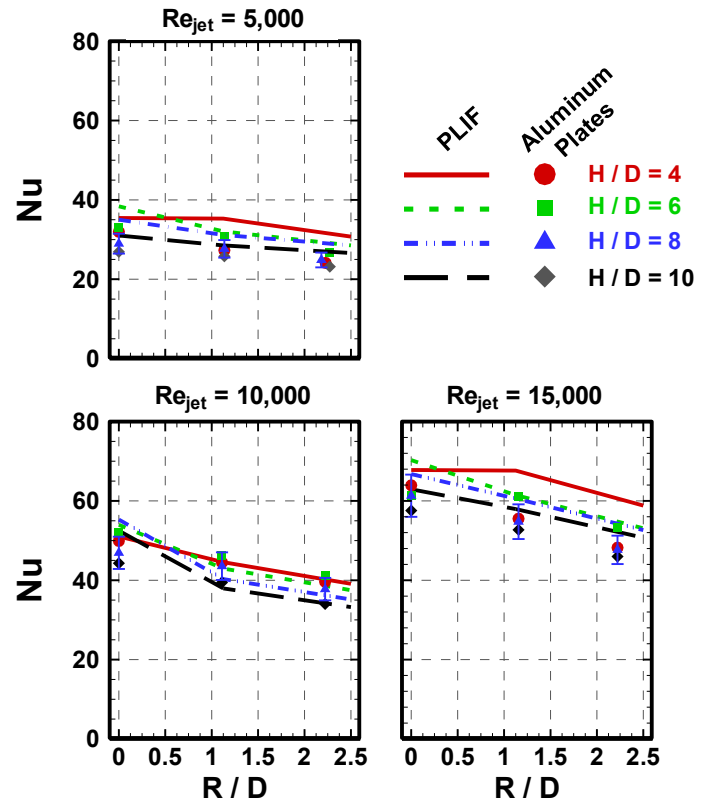 Re_jet = 5,000
80
60
40
20
0
Nu
PLIF
Aluminum
Plates
H / D = 4
H / D = 6
H / D = 8
H / D = 10
Re_jet = 10,000
80
60
40
20
0
Nu
0 0.5 1 1.5 2 2.5
R / D
Re_jet = 15,000
0 0.5 1 1.5 2 2.5
R / D